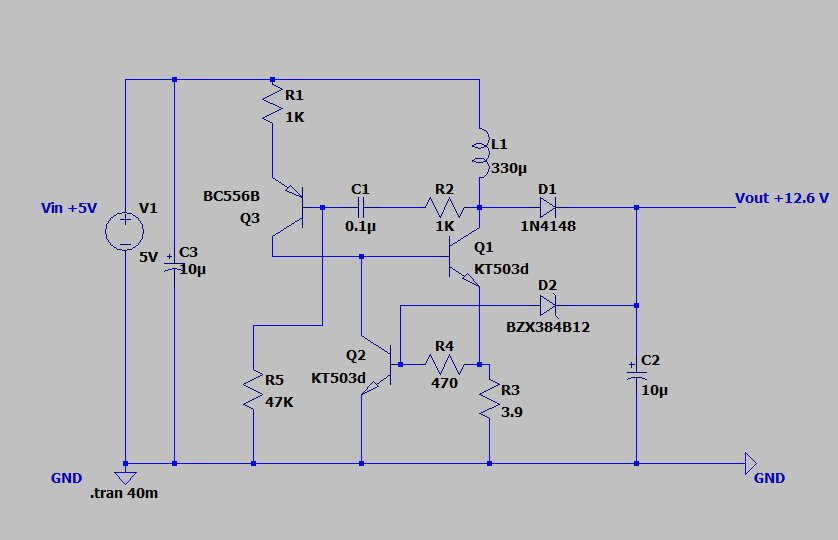 R1
1K
L1
330µ
BC556B
Q3
C1
0.1µ
R2
1K
D1
1N4148
Vout +12.6 V
Vin +5V
V1
5V
C3
10µ
Q1
KT503d
D2
BZX384B12
Q2
KT503d
R4
470
R5
47K
R3
3.9
C2
10µ
GND
.tran 40m
GND